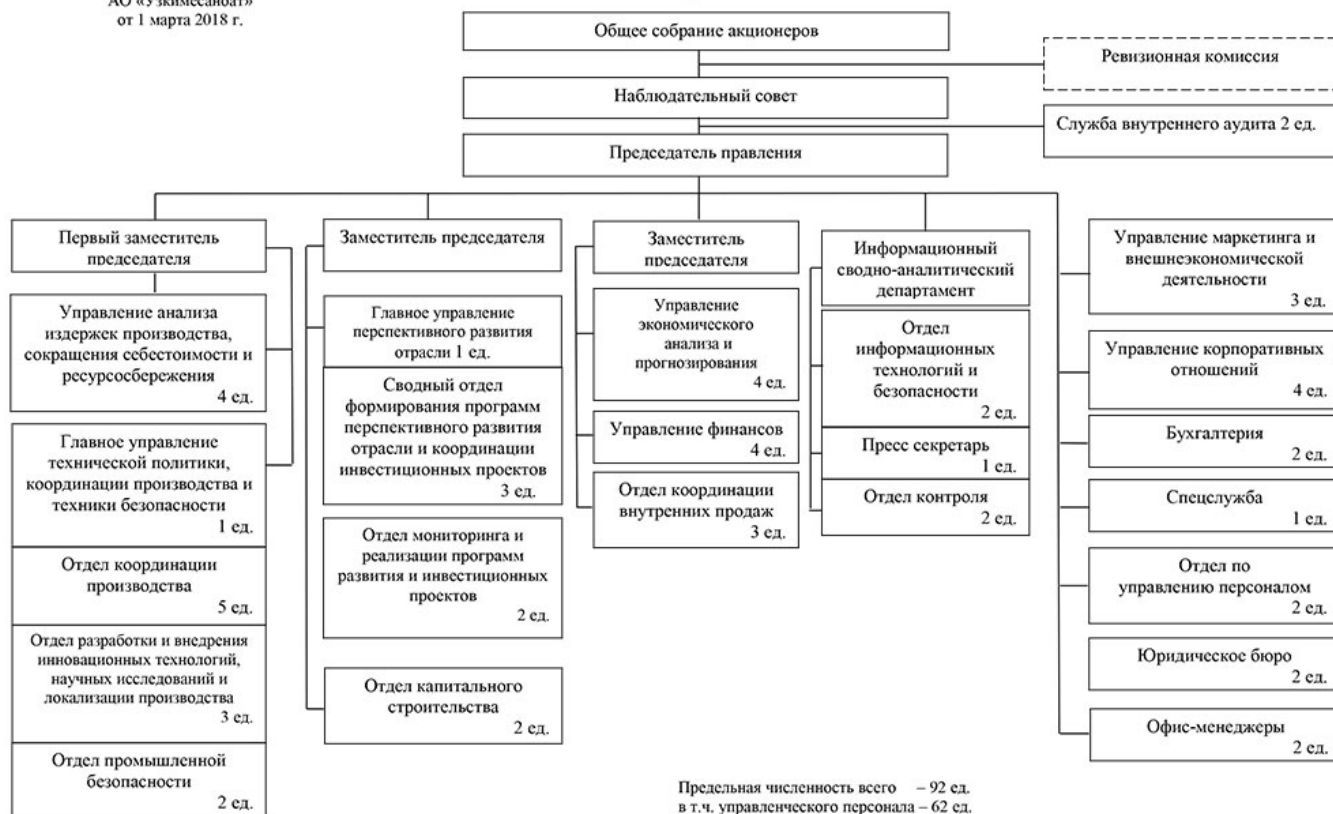 АО «Узкимёсаноат»
от 1 марта 2018 г.
Общее собрание акционеров
Ревизионная комиссия
Наблюдательный совет
Служба внутреннего аудита 2 ед.
Председатель правления
Первый заместитель
председателя
Управление анализа
издержек производства,
сокращения себестоимости и
ресурсосбережения
4 ед.
Главное управление
технической политики,
координации производства и
техники безопасности
1 ед.
Отдел координации
производства
5 ед.
Отдел разработки и внедрения
инновационных технологий,
научных исследований и
локализации производства
3 ед.
Отдел промышленной
безопасности
2 ед.
Заместитель председателя
Главное управление
перспективного развития
отрасли 1 ед.
Сводный отдел
формирования программ
перспективного развития
отрасли и координации
инвестиционных проектов
3 ед.
Отдел мониторинга и
реализации программ
развития и инвестиционных
проектов
2 ед.
Отдел капитального
строительства
2 ед.
Заместитель
председателя
Управление
экономического
анализа и
прогнозирования
4 ед.
Управление финансов
4 ед.
Отдел координации
внутренних продаж
3 ед.
Информационный
сводно-аналитический
департамент
Отдел
информационных
технологий и
безопасности
2 ед.
Пресс секретарь
1 ед.
Отдел контроля
2 ед.
Управление маркетинга и
внешнеэкономической
деятельности
3 ед.
Управление корпоративных
отношений
4 ед.
Бухгалтерия
2 ед.
Спецслужба
1 ед.
Отдел по
управлению персоналом
2 ед.
Юридическое бюро
2 ед.
Офис-менеджеры
2 ед.
Предельная численность всего – 92 ед.
в т.ч. управленческого персонала – 62 ед.